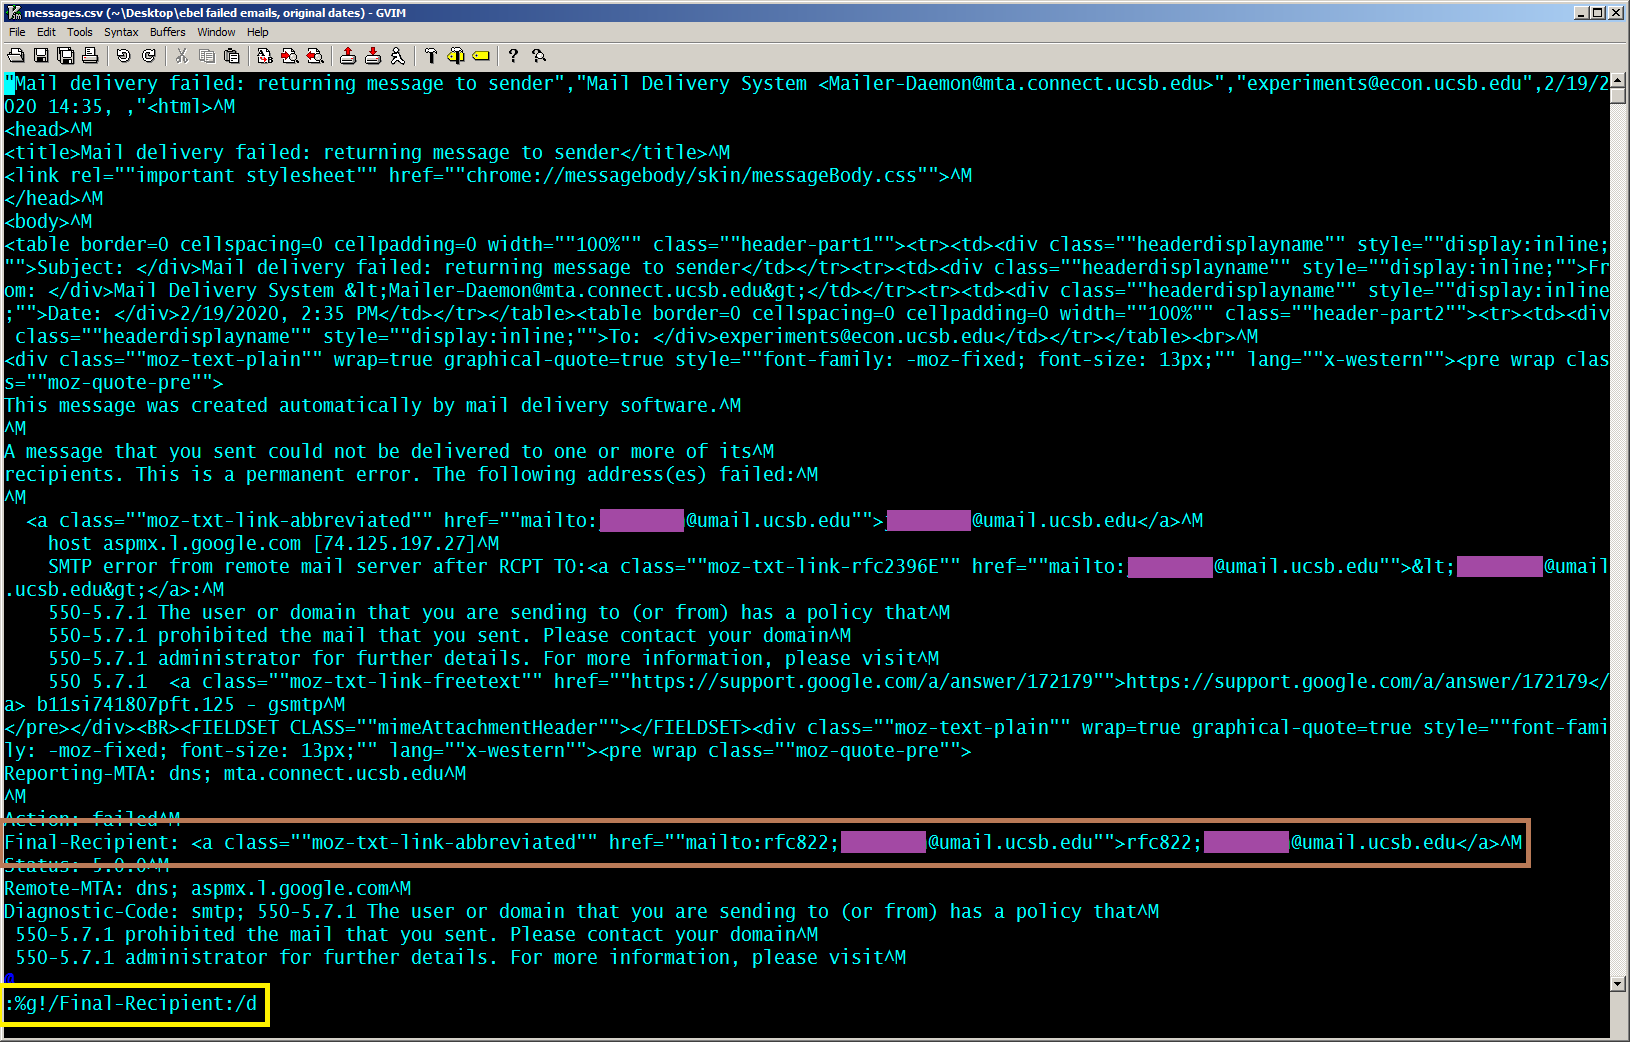 messages.csv (~\Desktop\ebel failed emails, original dates) - GVIM
File Edit Tools Syntax Buffers Window Help
"Mail delivery failed: returning message to sender","Mail Delivery System <Mailer-Daemon@mta.connect.ucsb.edu>","experiments@econ.ucsb.edu",2/19/2
020 14:35, ,"<html>^M
<head>^M
<title>Mail delivery failed: returning message to sender</title>^M
<link rel=""important stylesheet"" href=""chrome://messagebody/skin/messageBody.css"">^M
</head>^M
<body>^M
<table border=0 cellspacing=0 cellpadding=0 width=""100%"" class=""header-part1""><tr><td><div class=""headerdisplayname"" style=""display:inline;
"">Subject: </div>Mail delivery failed: returning message to sender</td></tr><tr><td><div class=""headerdisplayname"" style=""display:inline;"">Fr
om: </div>Mail Delivery System &lt;Mailer-Daemon@mta.connect.ucsb.edu&gt;</td></tr><tr><td><div class=""headerdisplayname"" style=""display:inline
;"">Date: </div>2/19/2020, 2:35 PM</td></tr></table><table border=0 cellspacing=0 cellpadding=0 width=""100%"" class=""header-part2""><tr><td><div
class=""headerdisplayname"" style=""display:inline;"">To: </div>experiments@econ.ucsb.edu</td></tr></table><br>^M
<div class=""moz-text-plain"" wrap=true graphical-quote=true style=""font-family: -moz-fixed; font-size: 13px;"" lang=""x-western""><pre wrap clas
s=""moz-quote-pre"">
This message was created automatically by mail delivery software.^M
^M
A message that you sent could not be delivered to one or more of its^M
recipients. This is a permanent error. The following address(es) failed:^M
^M
<a class=""moz-txt-link-abbreviated"" href=""mailto:@umail.ucsb.edu"">@umail.ucsb.edu</a>^M
host aspmx.l.google.com [74.125.197.27]^M
SMTP error from remote mail server after RCPT TO:<a class=""moz-txt-link-rfc2396E"" href=""mailto:@umail.ucsb.edu"">&lt;@umail
.ucsb.edu&gt;</a>:^M
550-5.7.1 The user or domain that you are sending to (or from) has a policy that^M
550-5.7.1 prohibited the mail that you sent. Please contact your domain^M
550-5.7.1 administrator for further details. For more information, please visit^M
550 5.7.1  <a class=""moz-txt-link-freetext"" href=""https://support.google.com/a/answer/172179"">https://support.google.com/a/answer/172179</
a> b11si741807pft.125 - gsmtp^M
</pre></div><BR><FIELDSET CLASS=""mimeAttachmentHeader""></FIELDSET><div class=""moz-text-plain"" wrap=true graphical-quote=true style=""font-fami
ly: -moz-fixed; font-size: 13px;"" lang=""x-western""><pre wrap class=""moz-quote-pre"">
Reporting-MTA: dns; mta.connect.ucsb.edu^M
^M
Action: failed^M
Final-Recipient: <a class=""moz-txt-link-abbreviated"" href=""mailto:rfc822;@umail.ucsb.edu"">rfc822;@umail.ucsb.edu</a>^M
Status: 5.0.0^M
Remote-MTA: dns; aspmx.l.google.com^M
Diagnostic-Code: smtp; 550-5.7.1 The user or domain that you are sending to (or from) has a policy that^M
550-5.7.1 prohibited the mail that you sent. Please contact your domain^M
550-5.7.1 administrator for further details. For more information, please visit^M
:%g!/Final-Recipient:/d